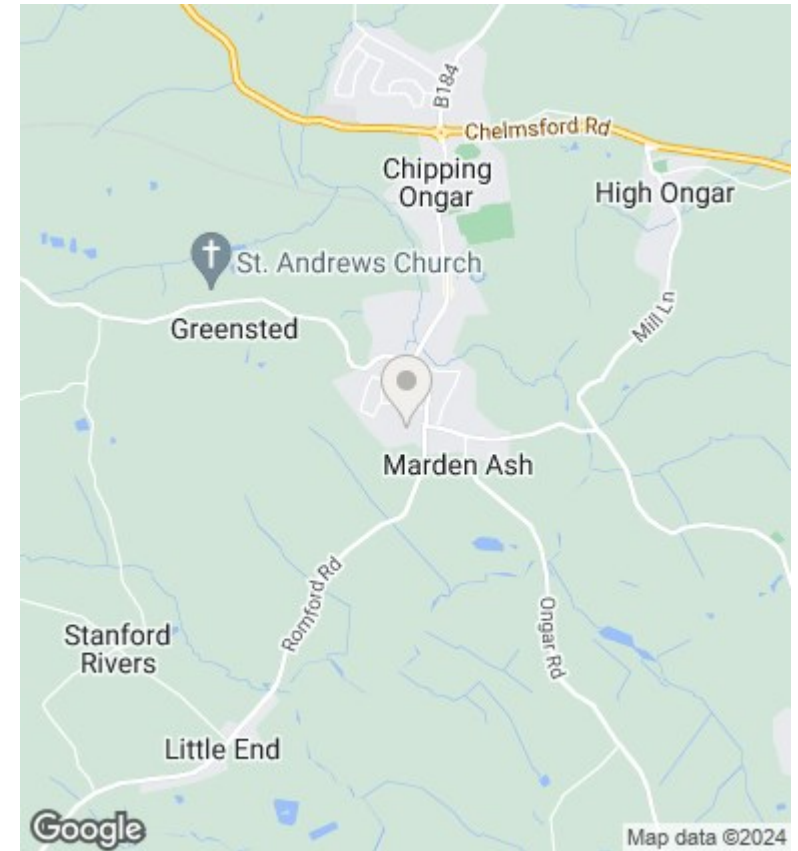 B184
Chelmsford Rd
Chipping
Ongar
High Ongar
St. Andrews Church
Mill Ln
Greensted
Marden Ash
Romford Rd
Ongar Rd
Stanford
Rivers
Little End
Google
Map data ©2024